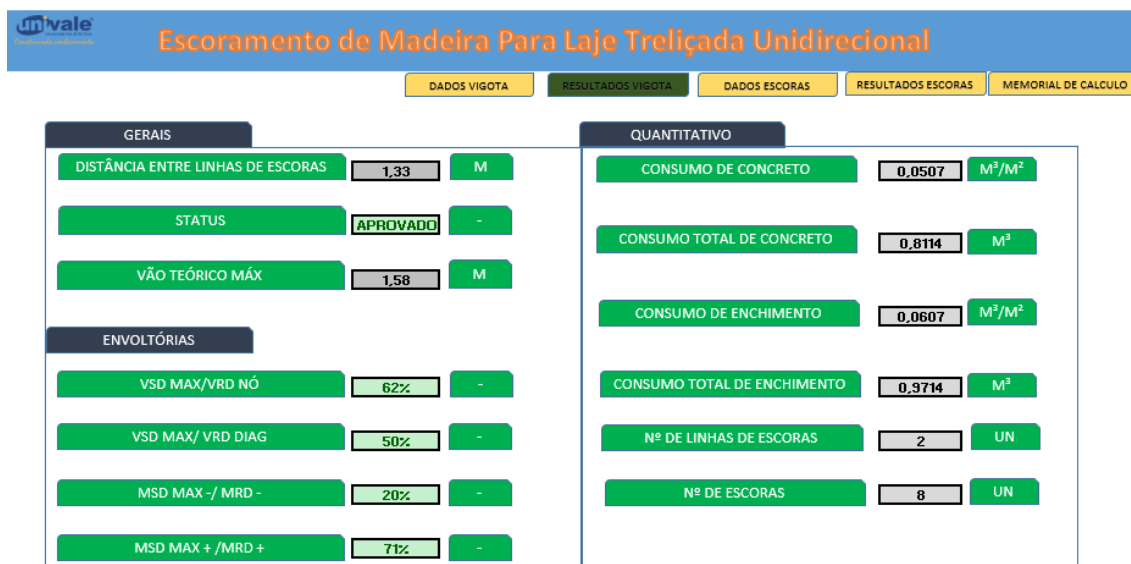 univale
Escoramento de Madeira Para Laje Treliçada Unidirecional
DADOS VIGOTA
RESULTADOS VIGOTA
DADOS ESCORAS
RESULTADOS ESCORAS
MEMORIAL DE CALCULO
GERAIS
DISTÂNCIA ENTRE LINHAS DE ESCORAS 1,33 M
STATUS APROVADO -
VÃO TEÓRICO MÁX 1,58 M
ENVOLTÓRIAS
VSD MAX/VRD NÓ 62% -
VSD MAX/ VRD DIAG 50% -
MSD MAX -/ MRD - 20% -
MSD MAX + /MRD + 71% -
QUANTITATIVO
CONSUMO DE CONCRETO 0,0507 M³/M²
CONSUMO TOTAL DE CONCRETO 0,8114 M³
CONSUMO DE ENCHIMENTO 0,0607 M³/M²
CONSUMO TOTAL DE ENCHIMENTO 0,9714 M³
Nº DE LINHAS DE ESCORAS 2 UN
Nº DE ESCORAS 8 UN